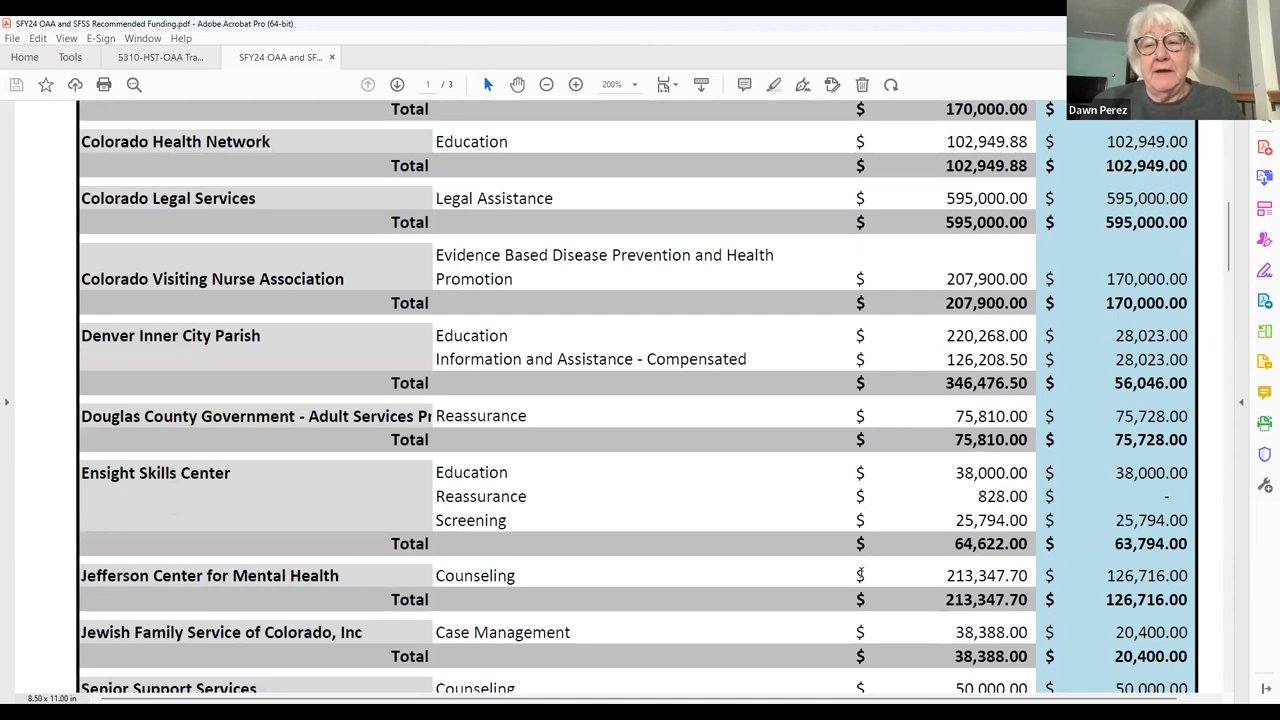 SFY24 OAA and SFSS Recommended Funding.pdf - Adobe Acrobat Pro (64-bit)
File Edit View E-Sign Window Help
Home Tools 5310-HST-OAA Tra... SFY24 OAA and SF... ×
1 / 3 200%
Dawn Perez
Total 170,000.00 $
Colorado Health Network Education $ 102,949.88 $ 102,949.00
Total $ 102,949.88 $ 102,949.00
Colorado Legal Services Legal Assistance $ 595,000.00 $ 595,000.00
Total $ 595,000.00 $ 595,000.00
Evidence Based Disease Prevention and Health
Colorado Visiting Nurse Association Promotion $ 207,900.00 $ 170,000.00
Total $ 207,900.00 $ 170,000.00
Denver Inner City Parish Education $ 220,268.00 $ 28,023.00
Information and Assistance - Compensated $ 126,208.50 $ 28,023.00
Total $ 346,476.50 $ 56,046.00
Douglas County Government - Adult Services Pr Reassurance $ 75,810.00 $ 75,728.00
Total $ 75,810.00 $ 75,728.00
Ensight Skills Center Education $ 38,000.00 $ 38,000.00
Reassurance $ 828.00 $ -
Screening $ 25,794.00 $ 25,794.00
Total $ 64,622.00 $ 63,794.00
Jefferson Center for Mental Health Counseling $ 213,347.70 $ 126,716.00
Total $ 213,347.70 $ 126,716.00
Jewish Family Service of Colorado, Inc Case Management $ 38,388.00 $ 20,400.00
Total $ 38,388.00 $ 20,400.00
Senior Support Services Counseling $ 50,000.00 $ 50,000.00
8.50 x 11.00 in